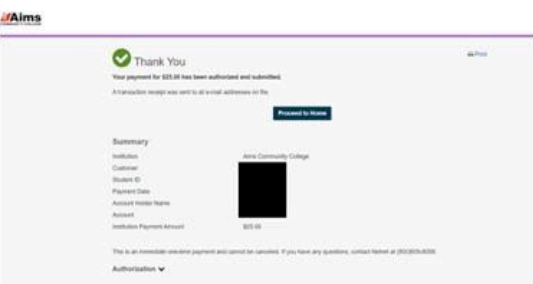 Aims
COMMUNITY COLLEGE
Print
Thank You
Your payment for $25.00 has been authorized and submitted.
A transaction receipt was sent to all e-mail addresses on file.
Proceed to Home
Summary
Institution Aims Community College
Customer
Student ID
Payment Date
Account Holder Name
Account
Institution Payment Amount $25.00
This is an immediate one-time payment and cannot be canceled. If you have any questions, contact Nelnet at
Authorization